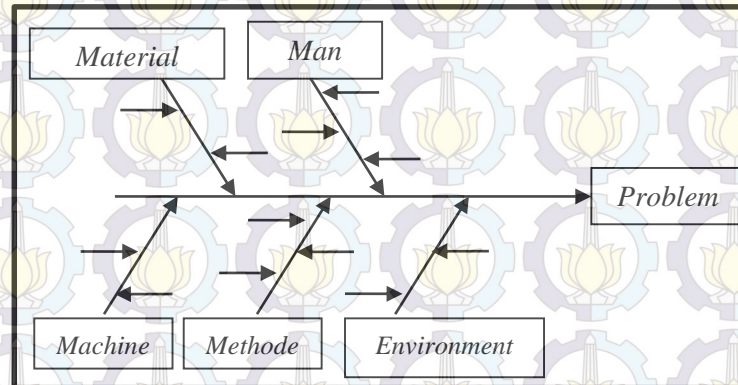 Material
Man
Problem
Machine
Methode
Environment